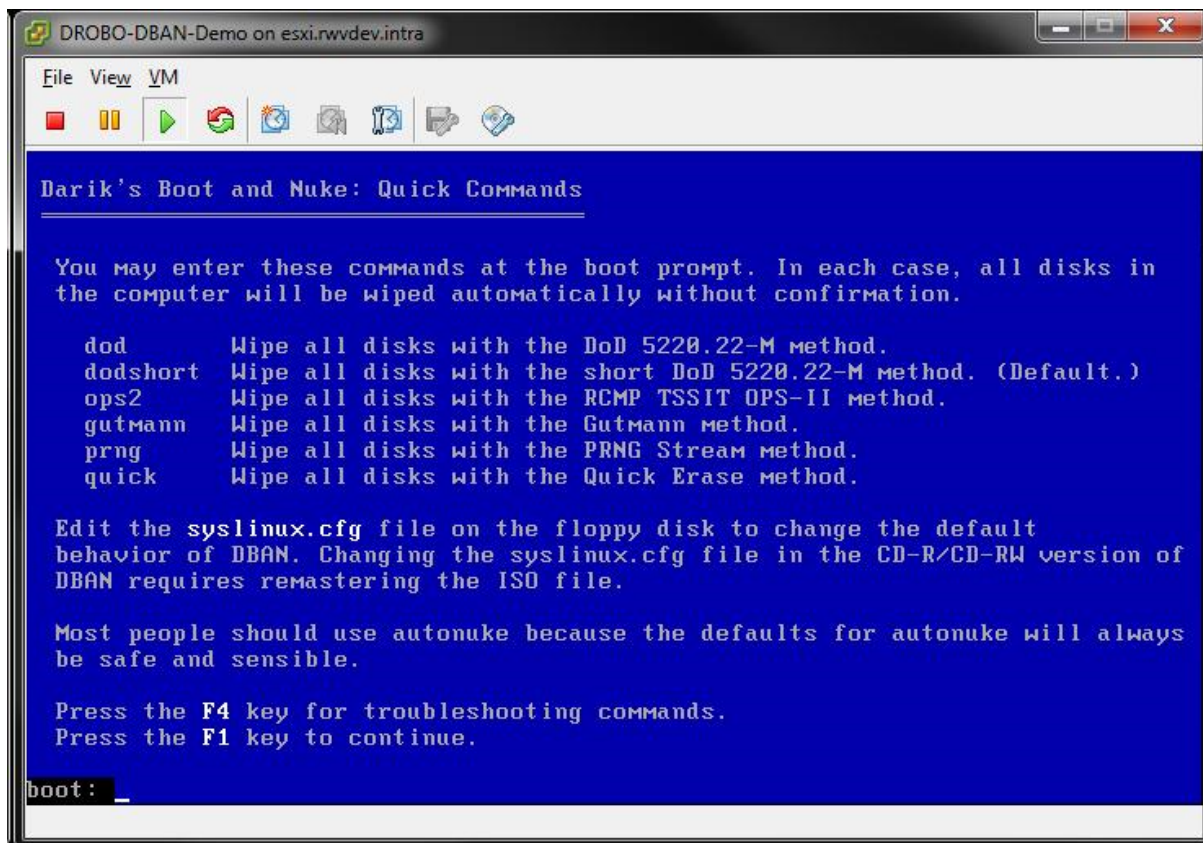 DROBO-DBAN-Demo on esxi.rwvdev.intra
File View VM
Darik's Boot and Nuke: Quick Commands
You may enter these commands at the boot prompt. In each case, all disks in
the computer will be wiped automatically without confirmation.
dod Wipe all disks with the DoD 5220.22-M method.
dodshort Wipe all disks with the short DoD 5220.22-M method. (Default.)
ops2 Wipe all disks with the RCMP TSSIT OPS-II method.
gutmann Wipe all disks with the Gutmann method.
prng Wipe all disks with the PRNG Stream method.
quick Wipe all disks with the Quick Erase method.
Edit the syslinux.cfg file on the floppy disk to change the default
behavior of DBAN. Changing the syslinux.cfg file in the CD-R/CD-RW version of
DBAN requires remastering the ISO file.
Most people should use autonuke because the defaults for autonuke will always
be safe and sensible.
Press the F4 key for troubleshooting commands.
Press the F1 key to continue.
boot: _